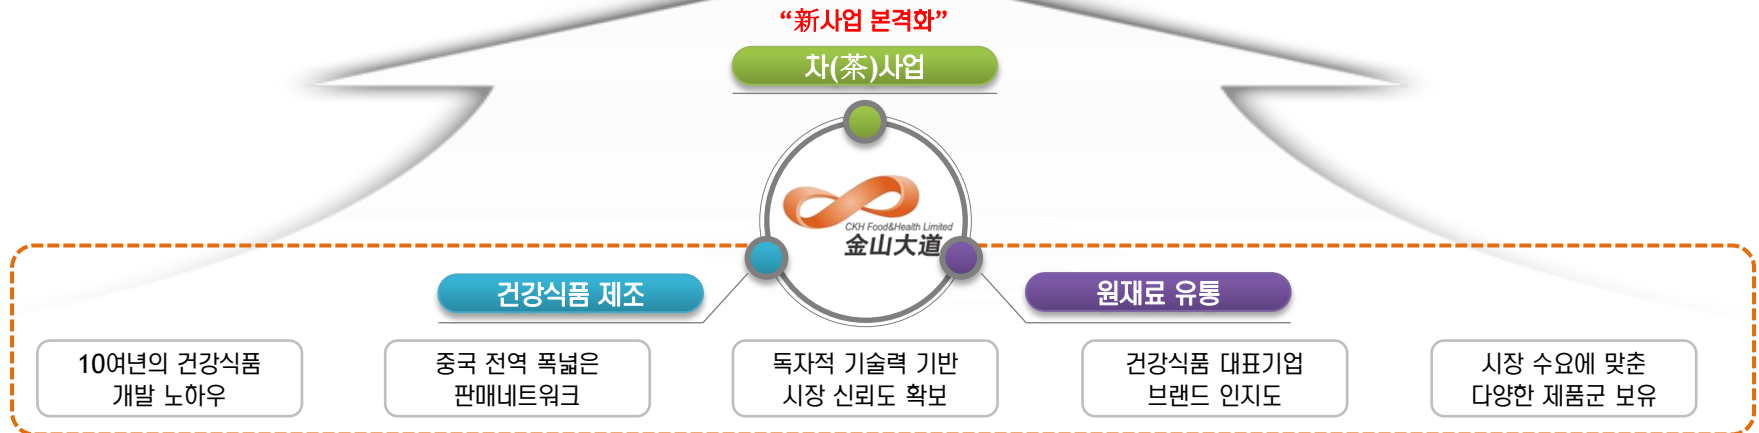 “新사업 본격화”
차(茶)사업
CKH Food&Health Limited
金山大道
건강식품 제조
원재료 유통
10여년의 건강식품
개발 노하우
중국 전역 폭넓은
판매네트워크
독자적 기술력 기반
시장 신뢰도 확보
건강식품 대표기업
브랜드 인지도
시장 수요에 맞춘
다양한 제품군 보유